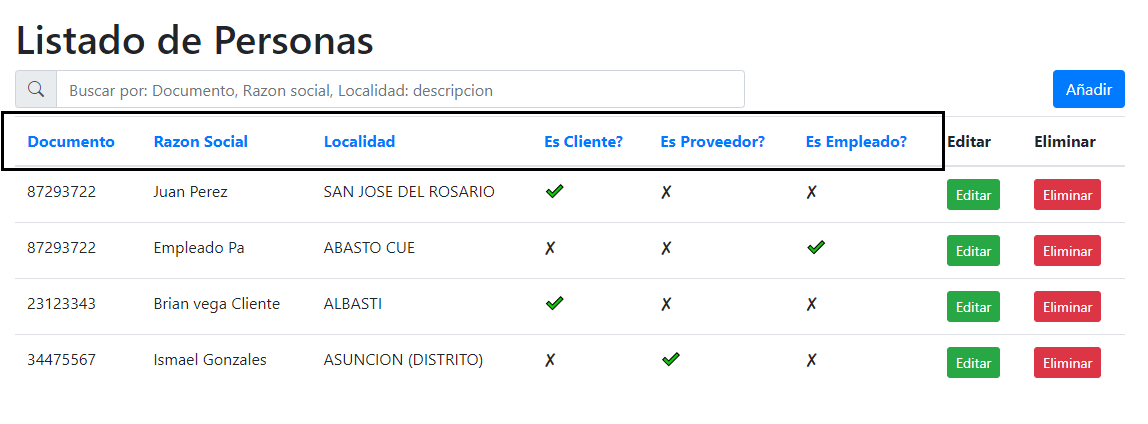 Listado de Personas
Buscar por: Documento, Razon social, Localidad: descripcion
Añadir
Documento Razon Social Localidad Es Cliente? Es Proveedor? Es Empleado? Editar Eliminar
87293722 Juan Perez SAN JOSE DEL ROSARIO ✔ ✗ ✗ Editar Eliminar
87293722 Empleado Pa ABASTO CUE ✗ ✗ ✔ Editar Eliminar
23123343 Brian vega Cliente ALBASTI ✔ ✗ ✗ Editar Eliminar
34475567 Ismael Gonzales ASUNCION (DISTRITO) ✗ ✔ ✗ Editar Eliminar